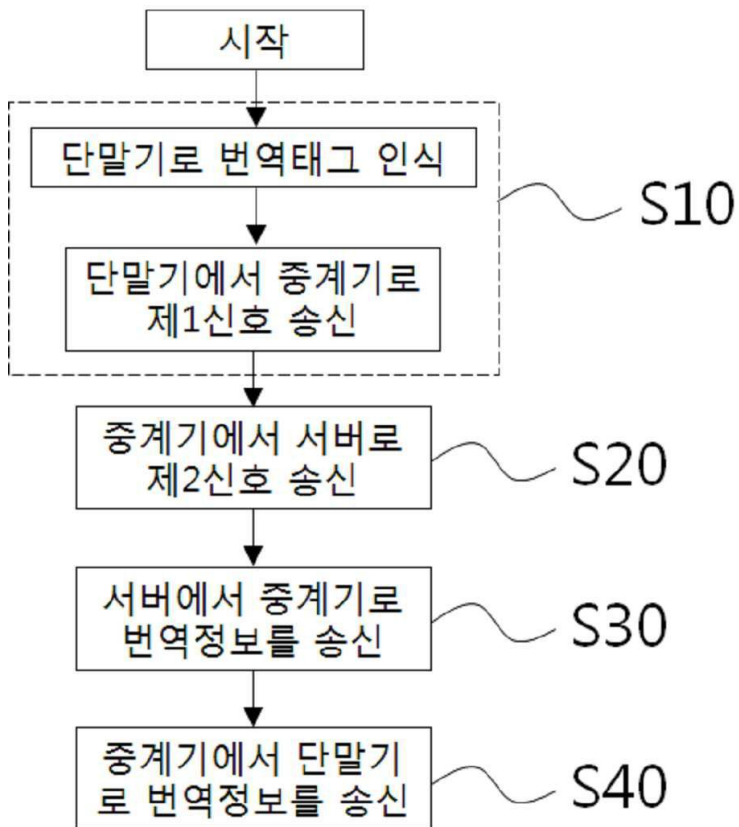 시작
단말기로 번역태그 인식
S10
단말기에서 중계기로
제1신호 송신
중계기에서 서버로
제2신호 송신
S20
서버에서 중계기로
번역정보를 송신
S30
중계기에서 단말기
로 번역정보를 송신
S40